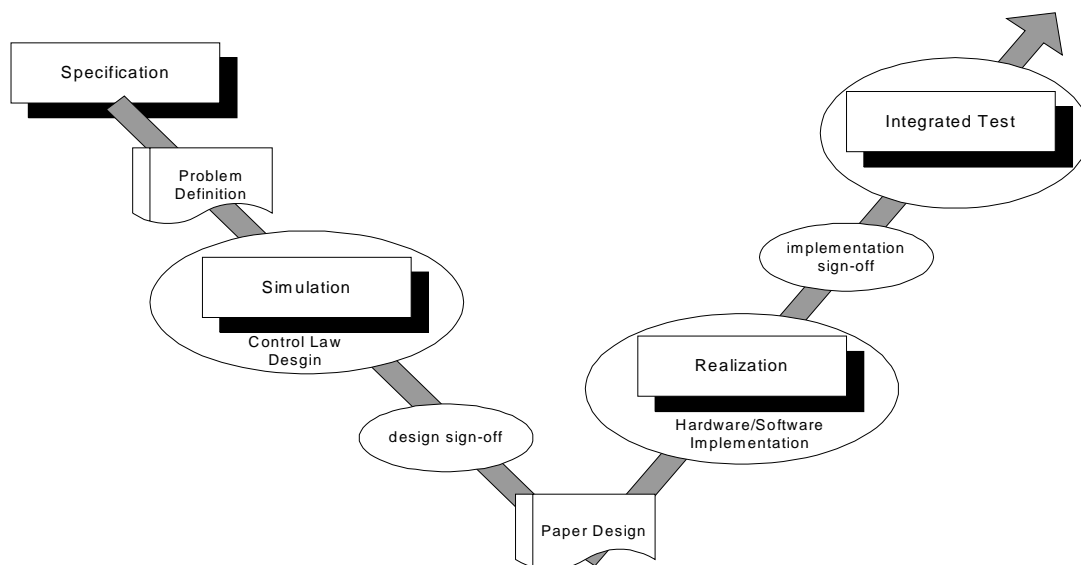 Specification
Problem
Definition
Simulation
Control Law
Desgin
design sign-off
Paper Design
Realization
Hardware/Software
Implementation
implementation
sign-off
Integrated Test